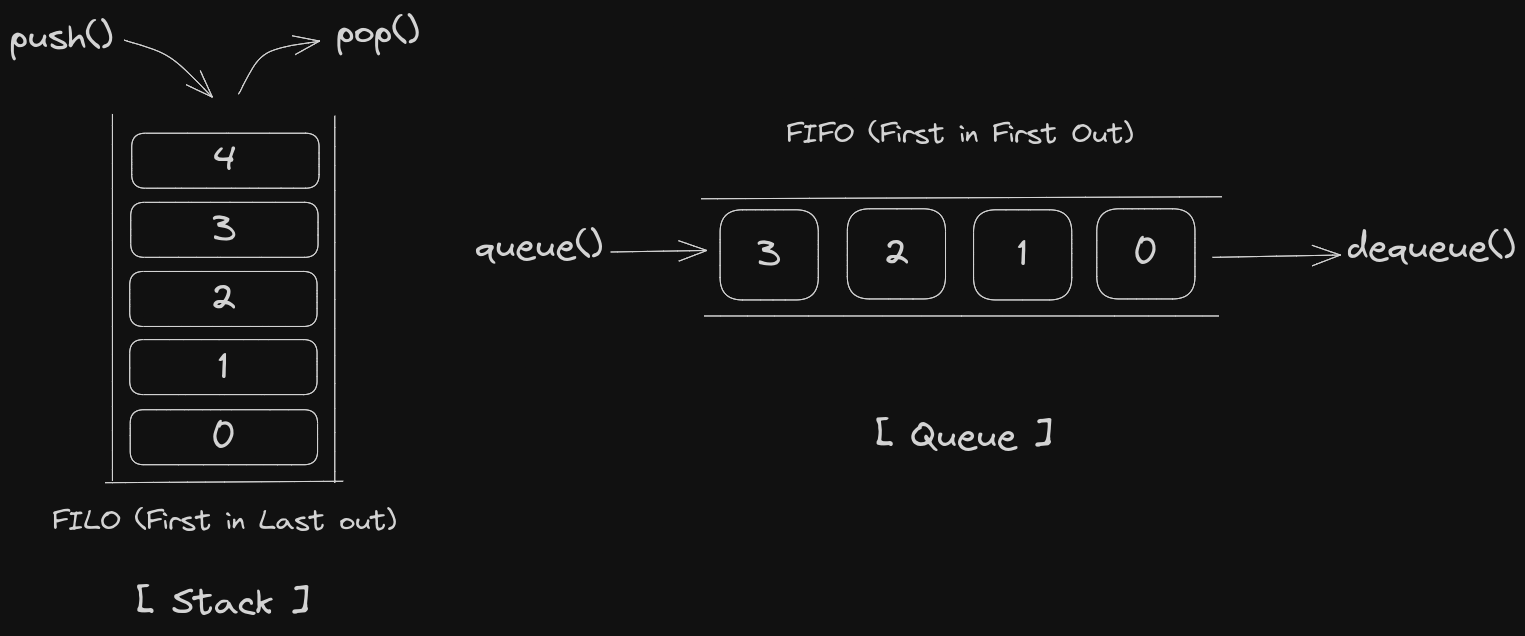 push()
pop()
4
3
2
1
0
FILO (First in Last out)
[ Stack ]
FIFO (First in First Out)
queue()
3 2 1 0
dequeue()
[ Queue ]